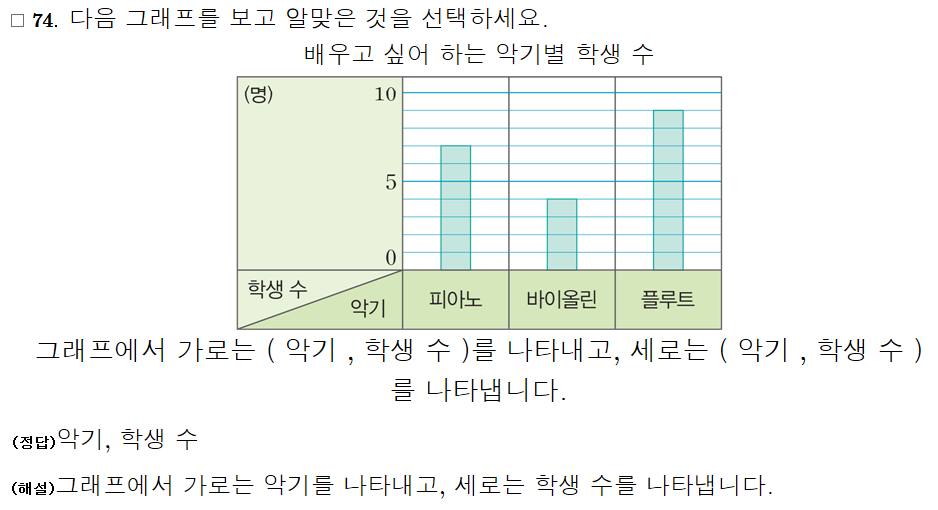 □ 74. 다음 그래프를 보고 알맞은 것을 선택하세요.
배우고 싶어 하는 악기별 학생 수
(명) 10
5
0
학생 수
악기
피아노 바이올린 플루트
그래프에서 가로는 ( 악기 , 학생 수 )를 나타내고, 세로는 ( 악기 , 학생 수 )
를 나타냅니다.
(정답)악기, 학생 수
(해설)그래프에서 가로는 악기를 나타내고, 세로는 학생 수를 나타냅니다.